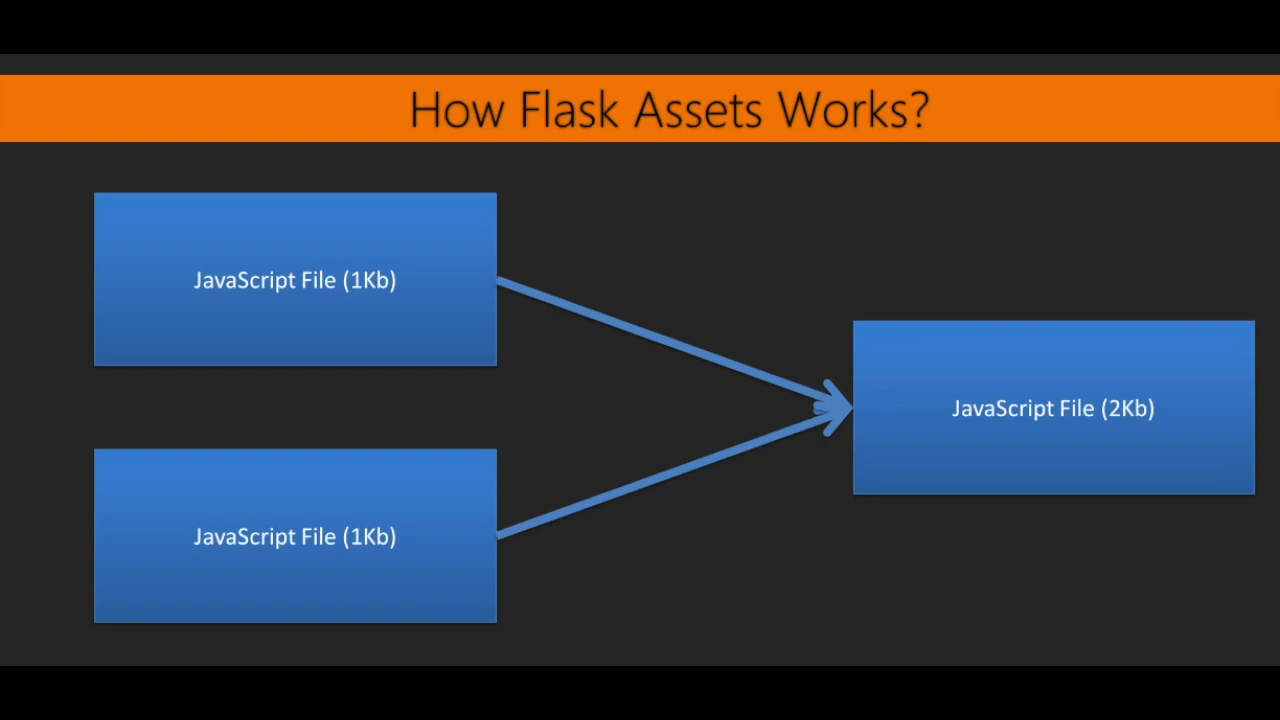 How Flask Assets Works?
JavaScript File (1Kb)
JavaScript File (2Kb)
JavaScript File (1Kb)